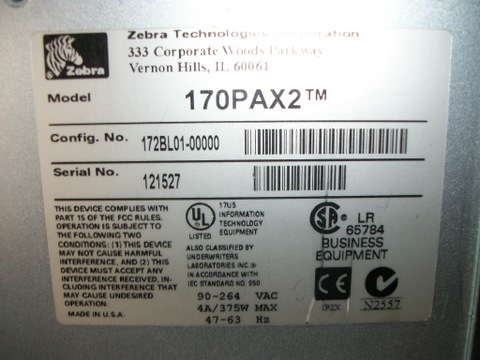 Zebra Technologies Corporation
333 Corporate Woods Parkway
Vernon Hills, IL 60061
Zebra
Model 170PAX2™
Config. No. 172BL01-00000
Serial No. 121527
THIS DEVICE COMPLIES WITH
PART 15 OF THE FCC RULES.
OPERATION IS SUBJECT TO
THE FOLLOWING TWO
CONDITIONS: (1) THIS DEVICE
MAY NOT CAUSE HARMFUL
INTERFERENCE, AND (2) THIS
DEVICE MUST ACCEPT ANY
INTERFERENCE RECEIVED, IN-
CLUDING INTERFERENCE THAT
MAY CAUSE UNDESIRED
OPERATION.
MADE IN U.S.A.
UL
LISTED
17U5
INFORMATION
TECHNOLOGY
EQUIPMENT
ALSO CLASSIFIED BY
UNDERWRITERS
LABORATORIES INC.®
IN ACCORDANCE WITH
IEC STANDARD NO. 950
90-264 VAC
4A/375W MAX
47-63 Hz
SA
LR
65784
BUSINESS
EQUIPMENT
CE
N2557